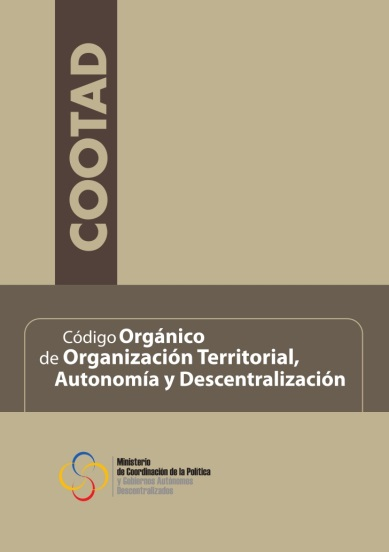 COOTAD
Código Orgánico
de Organización Territorial,
Autonomía y Descentralización
Ministerio
de Coordinación de la Política
y Gobiernos Autónomos
Descentralizados